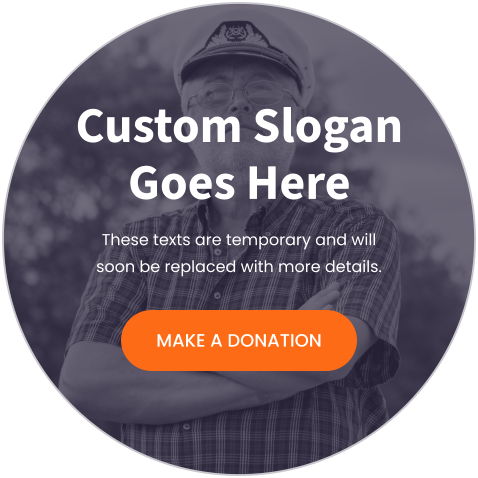 Custom Slogan
Goes Here
These texts are temporary and will
soon be replaced with more details.
MAKE A DONATION